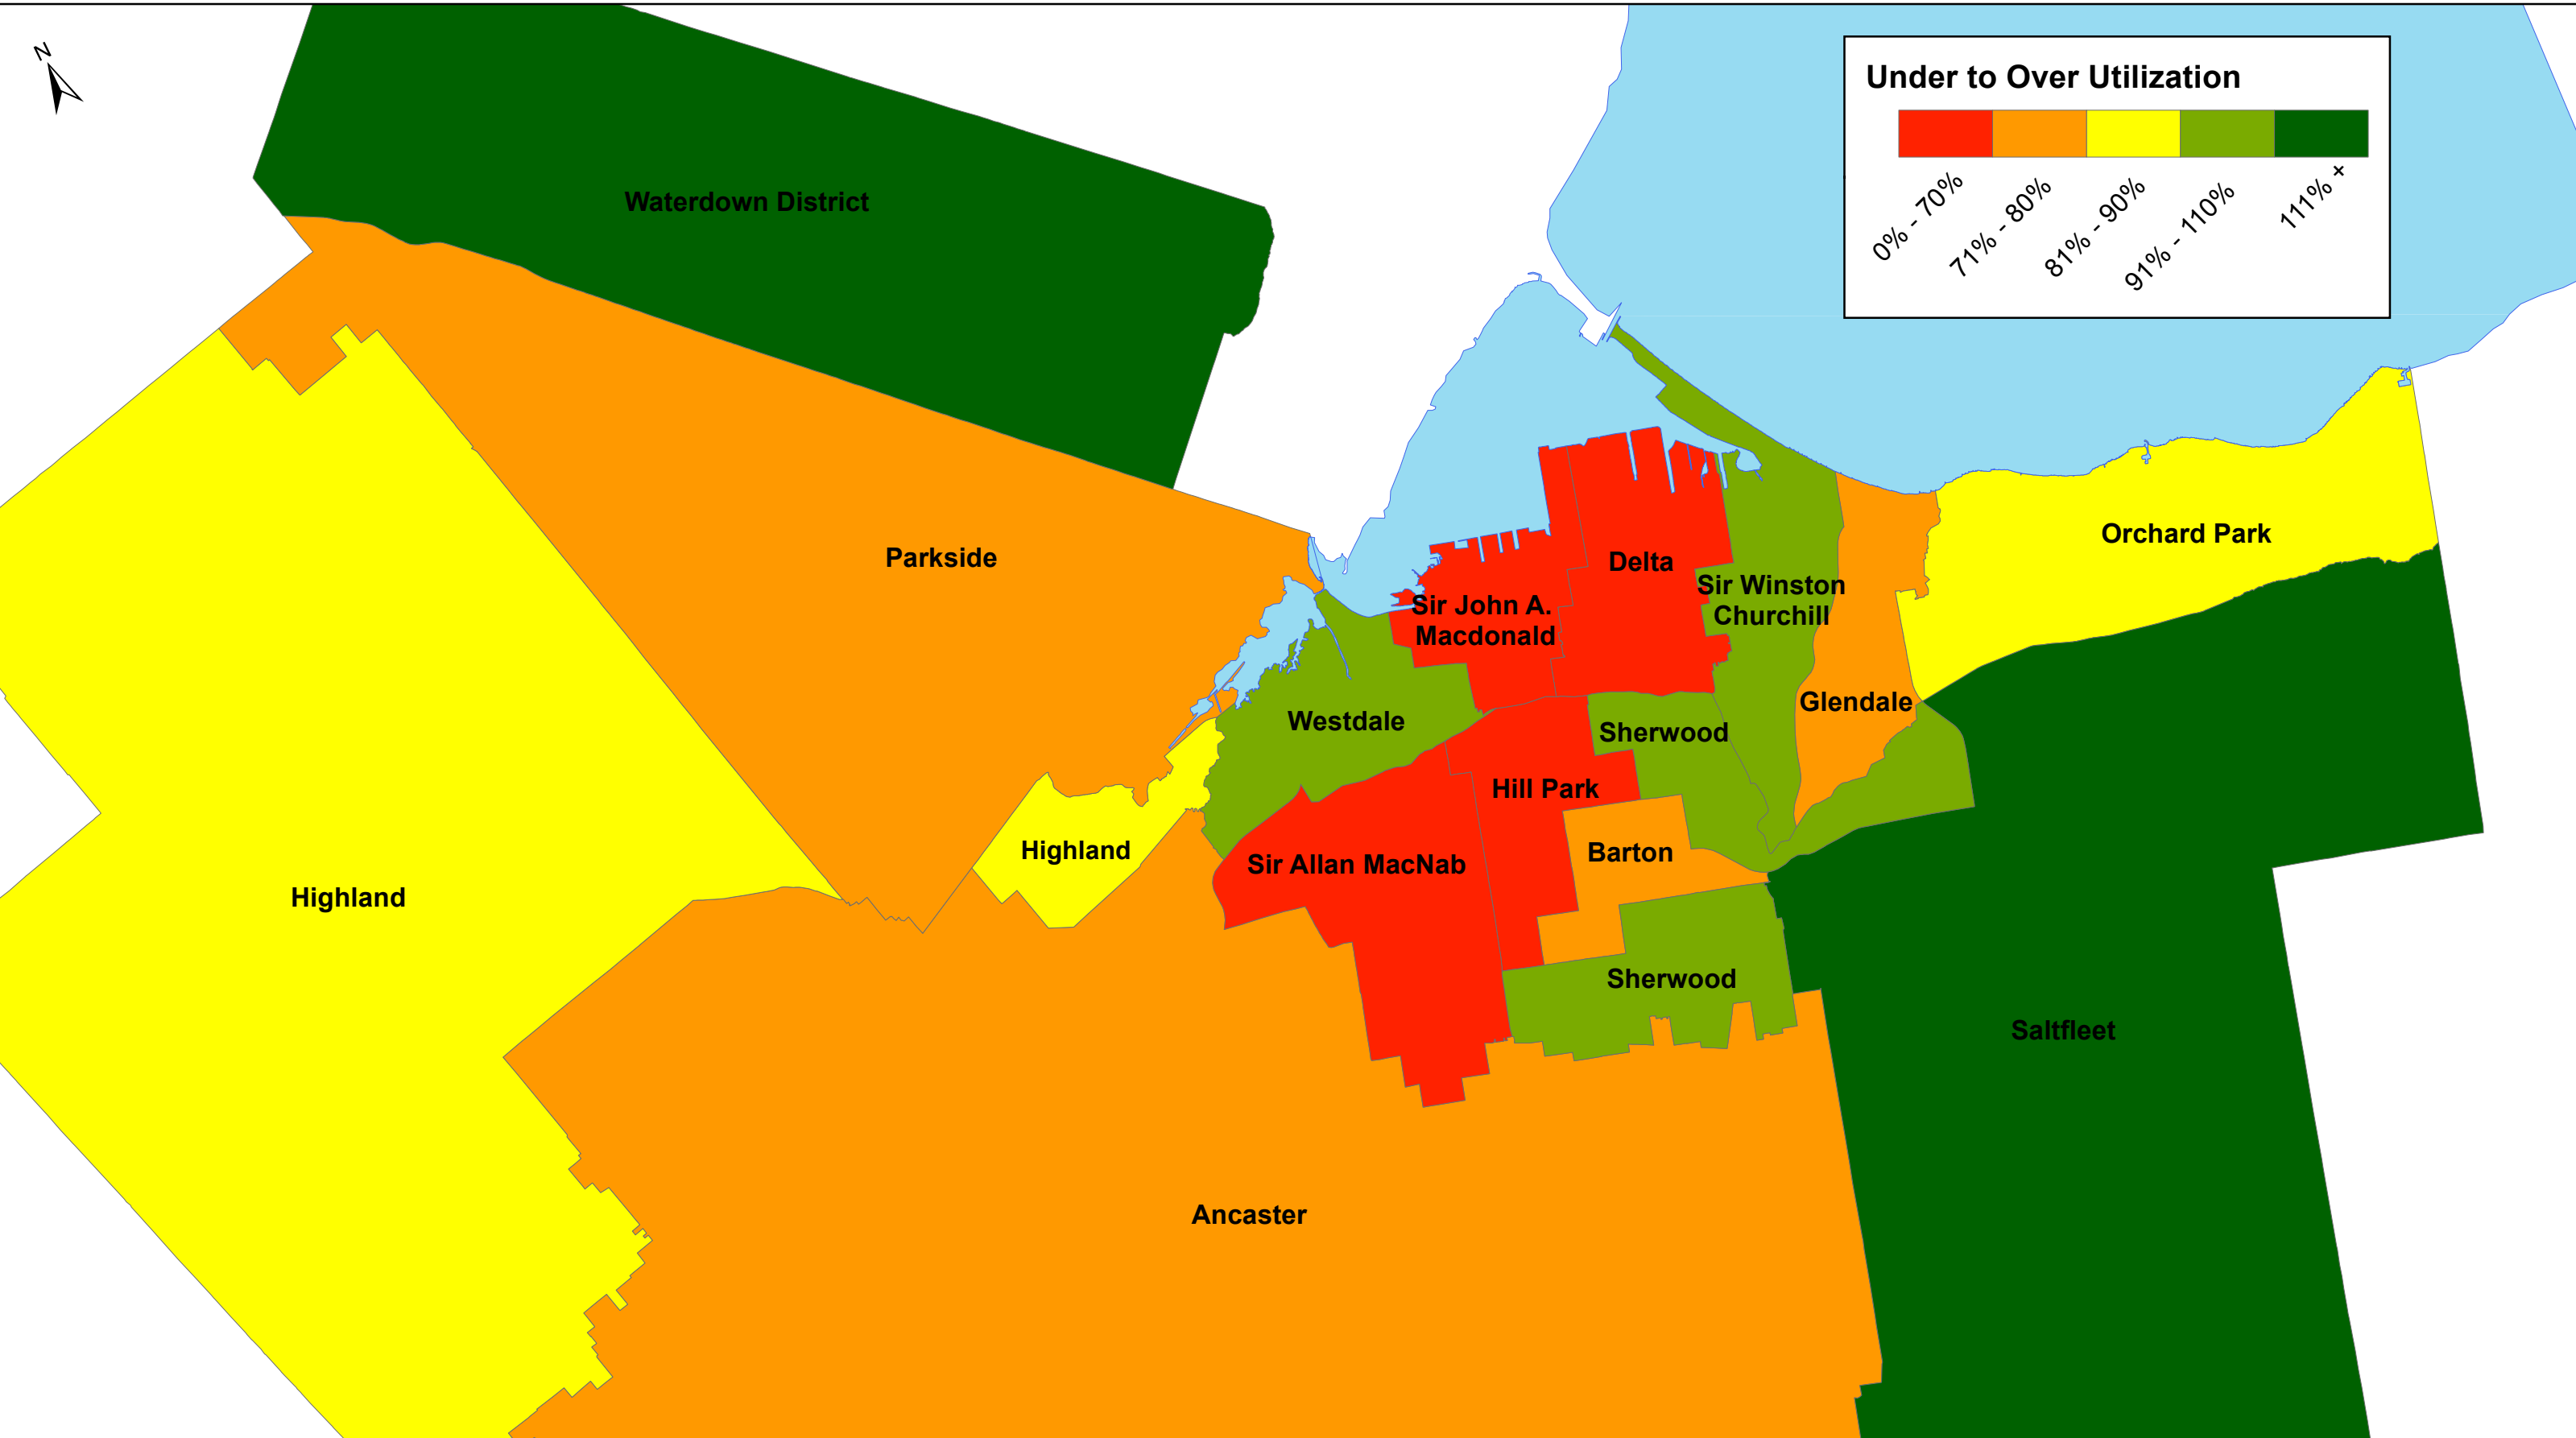 N
Under to Over Utilization
0% - 70%
71% - 80%
81% - 90%
91% - 110%
111% +
Waterdown District
Parkside
Orchard Park
Delta
Sir Winston
Churchill
Sir John A.
Macdonald
Glendale
Westdale
Sherwood
Hill Park
Highland
Barton
Sir Allan MacNab
Highland
Sherwood
Saltfleet
Ancaster